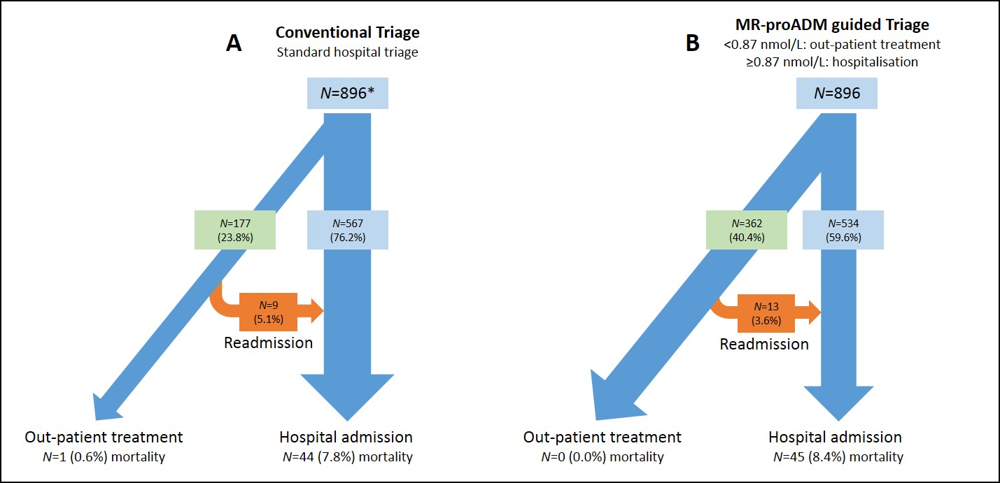 A
Conventional Triage
Standard hospital triage
N=896*
N=177
(23.8%)
N=567
(76.2%)
N=9
(5.1%)
Readmission
Out-patient treatment
N=1 (0.6%) mortality
Hospital admission
N=44 (7.8%) mortality
B
MR-proADM guided Triage
<0.87 nmol/L: out-patient treatment
≥0.87 nmol/L: hospitalisation
N=896
N=362
(40.4%)
N=534
(59.6%)
N=13
(3.6%)
Readmission
Out-patient treatment
N=0 (0.0%) mortality
Hospital admission
N=45 (8.4%) mortality